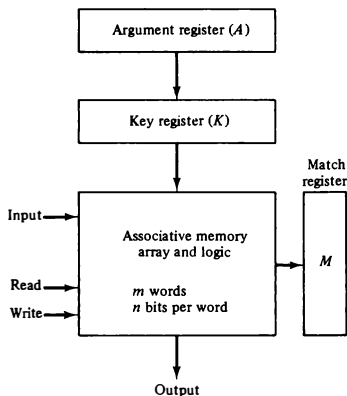 Argument register (A)
Key register (K)
Match
register
Input
Associative memory
array and logic
M
Read
m words
Write
n bits per word
Output